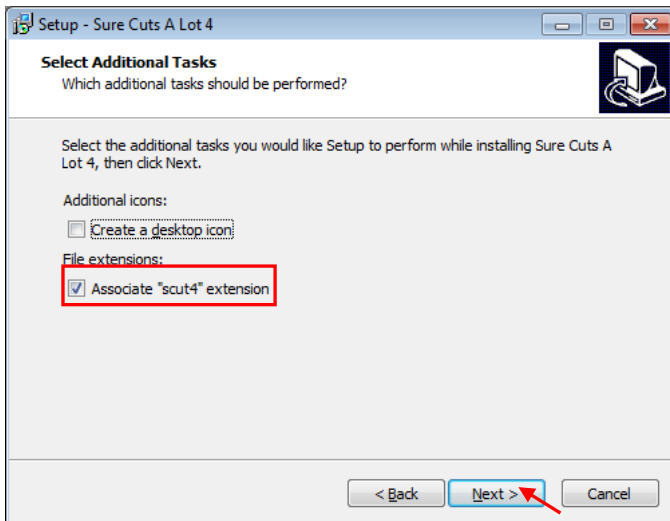 Setup - Sure Cuts A Lot 4
Select Additional Tasks
Which additional tasks should be performed?
Select the additional tasks you would like Setup to perform while installing Sure Cuts A
Lot 4, then click Next.
Additional icons:
Create a desktop icon
File extensions:
Associate "scut4" extension
< Back Next > Cancel